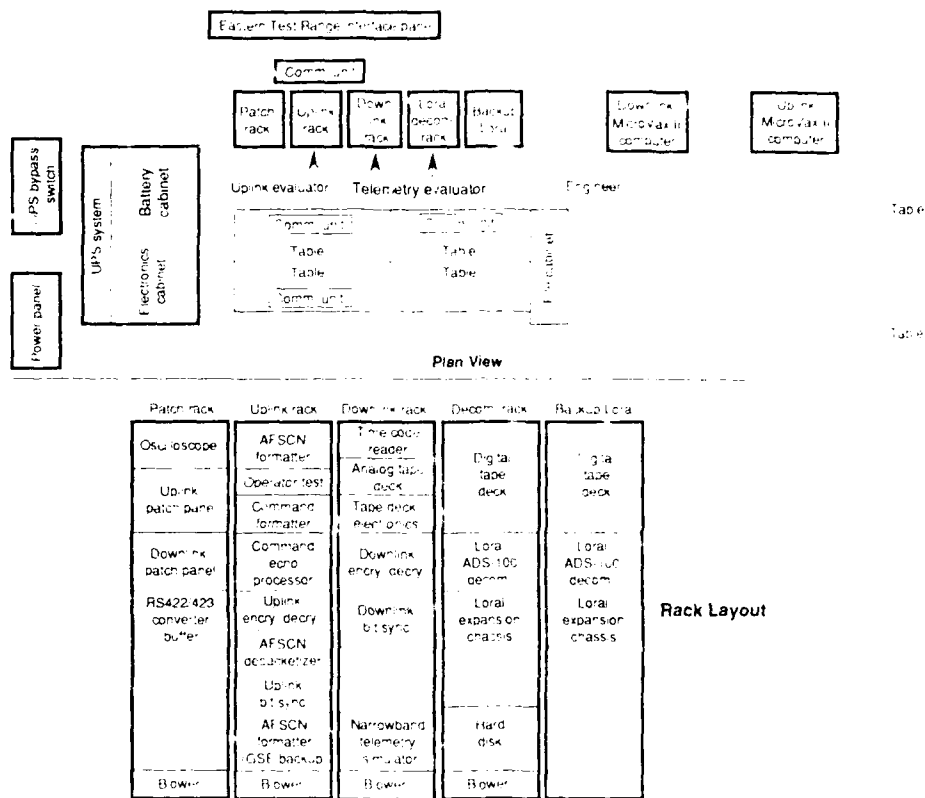 Eastern Test Range interface panel
Comm unit
Patch
rack
Uplink
rack
Down
link
rack
Loral
decom
rack
Backup
Loral
Downlink
MicroVax II
computer
Uplink
MicroVax II
computer
UPS bypass
switch
UPS system
Battery
cabinet
Electronics
cabinet
Power panel
Uplink evaluator
Telemetry evaluator
Engineer
Comm unit
Comm unit
Table
Table
Table
Table
Comm unit
File cabinet
Table
Table
Plan View
Patch rack
Uplink rack
Downlink rack
Decom rack
Backup Loral
Oscilloscope
Uplink
patch panel
Downlink
patch panel
RS422/423
converter
buffer
Blower
AFSCN
formatter
Operator test
Command
formatter
Command
echo
processor
Uplink
encry/decry
AFSCN
depacketizer
Uplink
bit sync
AFSCN
formatter
GSE backup
Blower
Time code
reader
Analog tape
deck
Tape deck
electronics
Downlink
encry/decry
Downlink
bit sync
Narrowband
telemetry
simulator
Blower
Digital
tape
deck
Loral
ADS-100
decom
Loral
expansion
chassis
Hard
disk
Blower
Digital
tape
deck
Loral
ADS-100
decom
Loral
expansion
chassis
Rack Layout